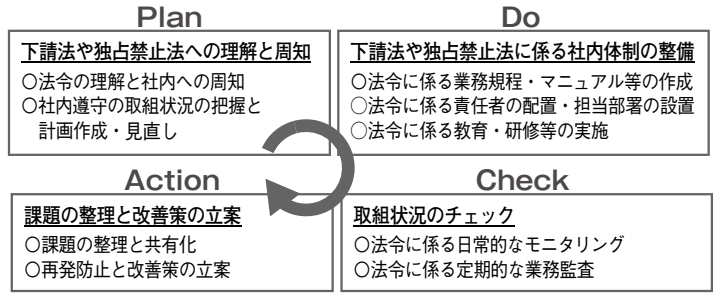 Plan
下請法や独占禁止法への理解と周知
○法令の理解と社内への周知
○社内遵守の取組状況の把握と
計画作成・見直し
Do
下請法や独占禁止法に係る社内体制の整備
○法令に係る業務規程・マニュアル等の作成
○法令に係る責任者の配置・担当部署の設置
○法令に係る教育・研修等の実施
Action
課題の整理と改善策の立案
○課題の整理と共有化
○再発防止と改善策の立案
Check
取組状況のチェック
○法令に係る日常的なモニタリング
○法令に係る定期的な業務監査